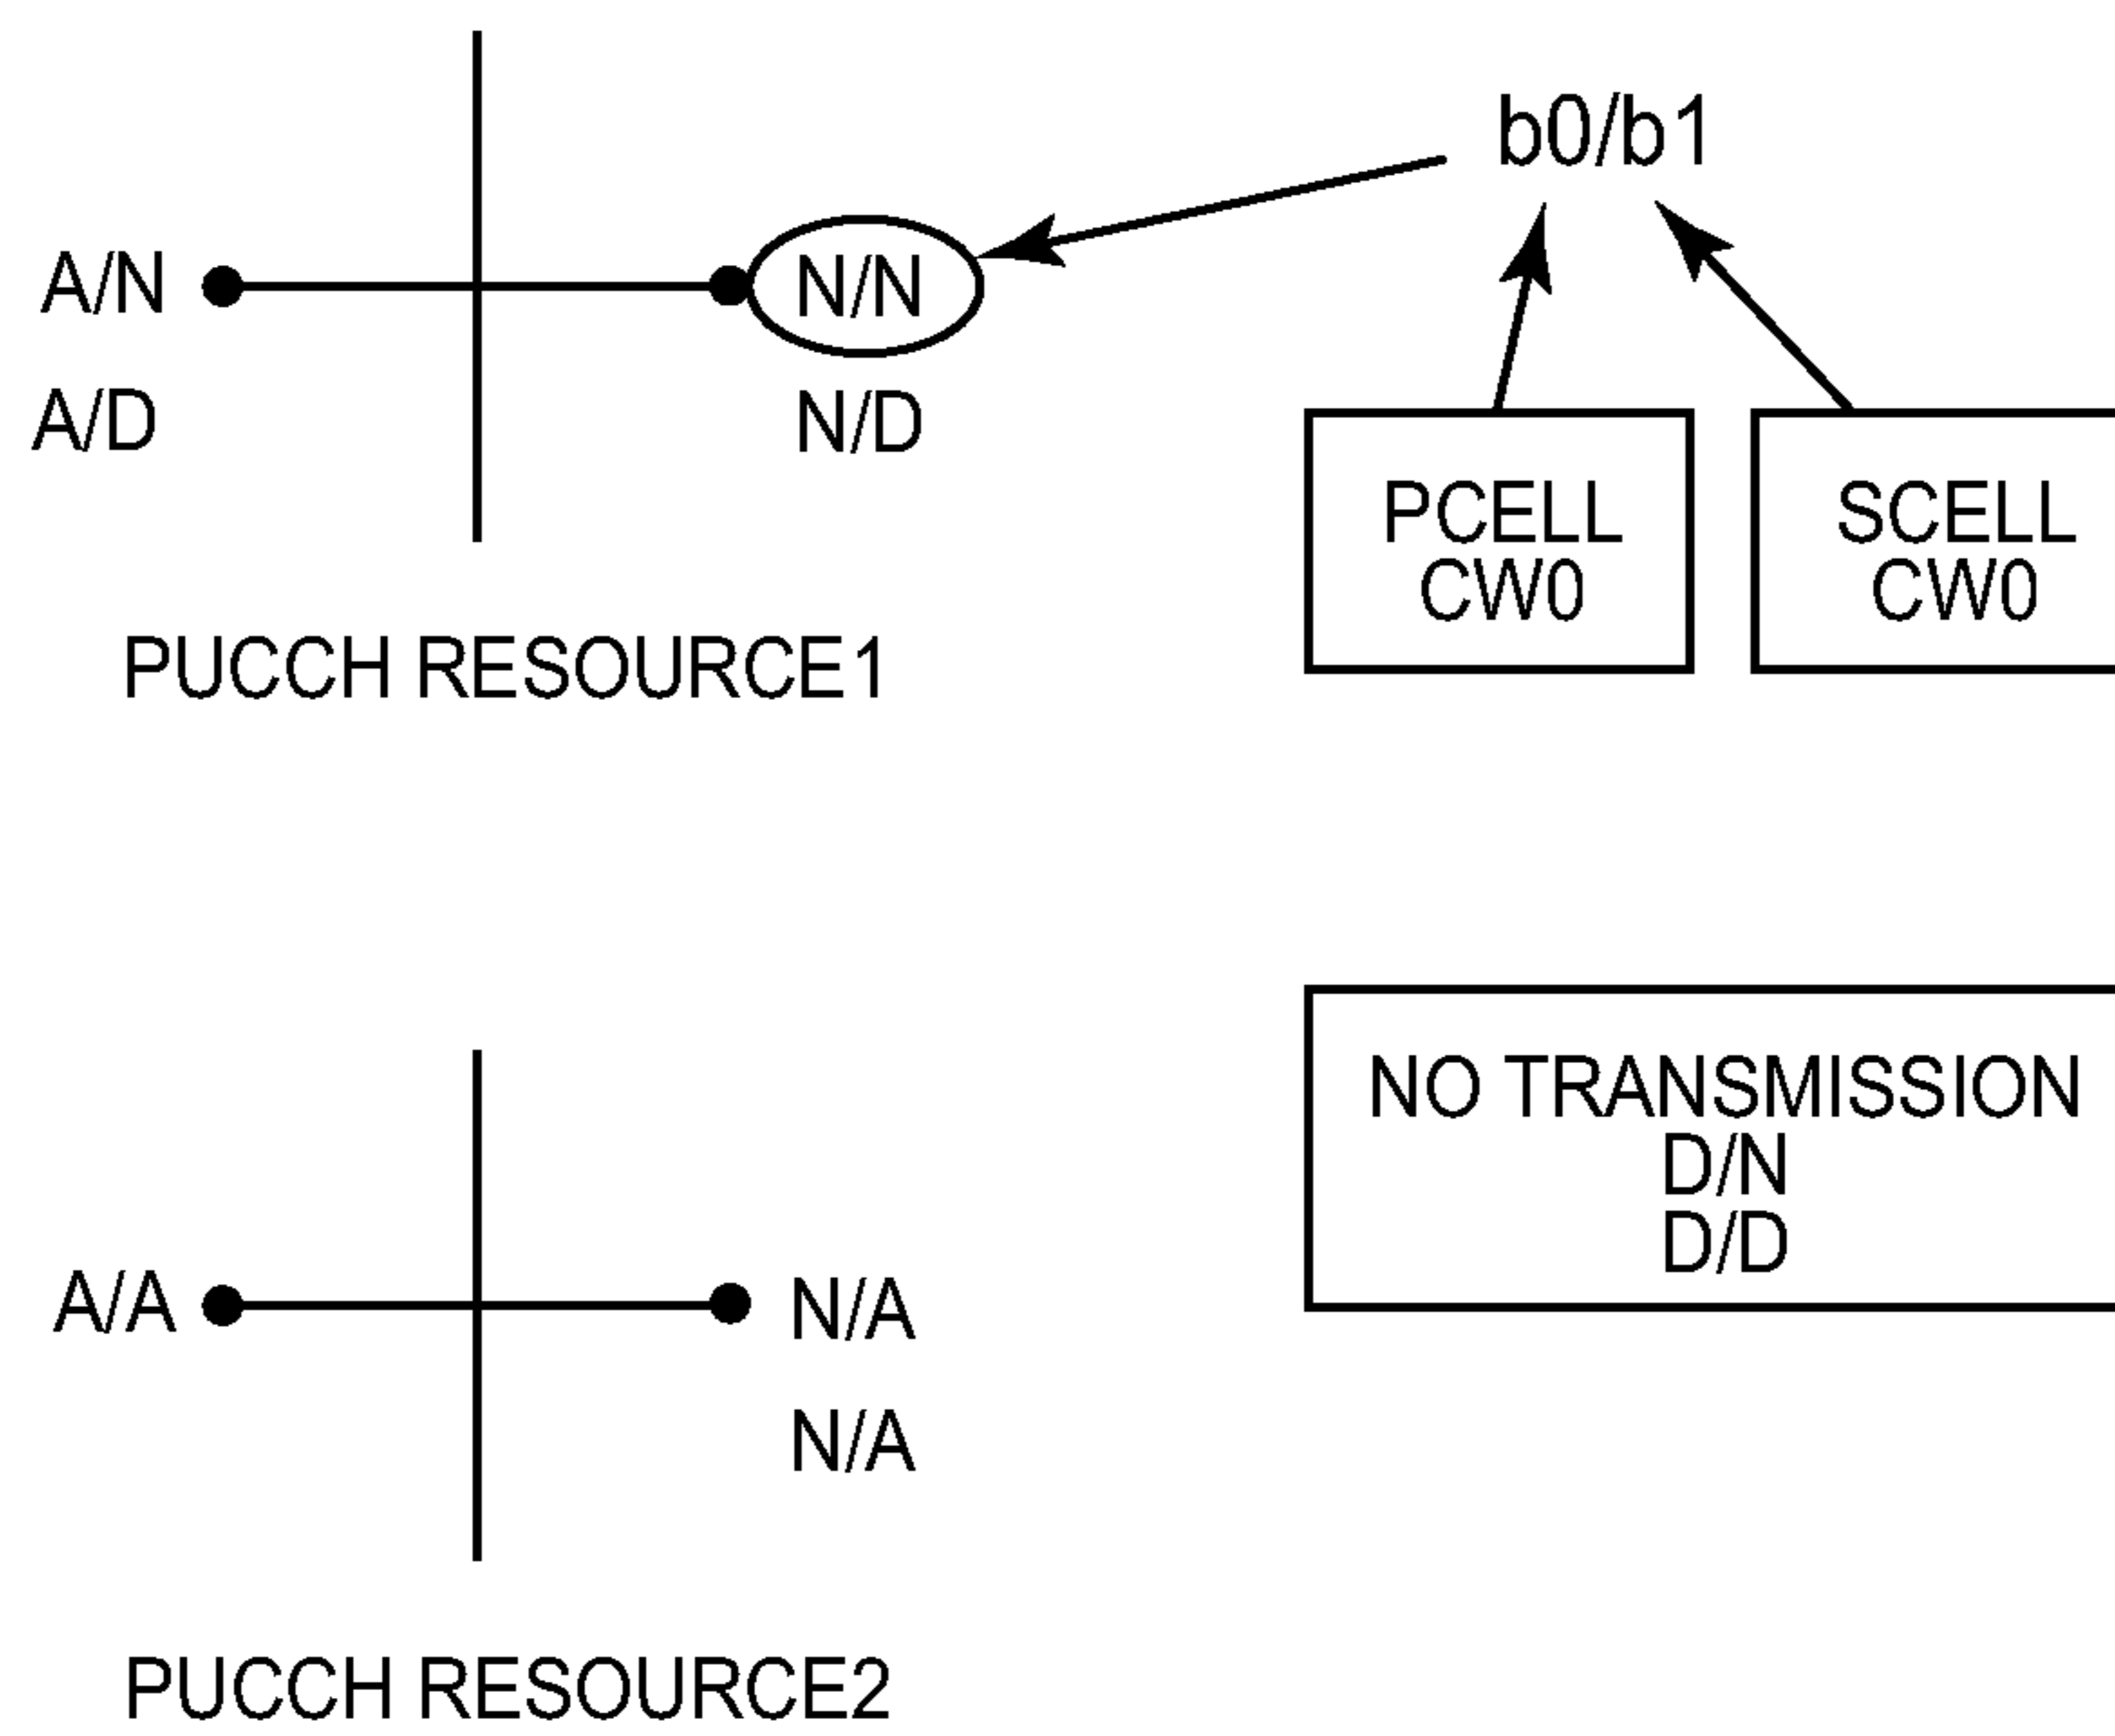 b0/b1
A/N
N/N
A/D
N/D
PCELL
CW0
SCELL
CW0
PUCCH RESOURCE1
NO TRANSMISSION
D/N
D/D
A/A
N/A
N/A
PUCCH RESOURCE2